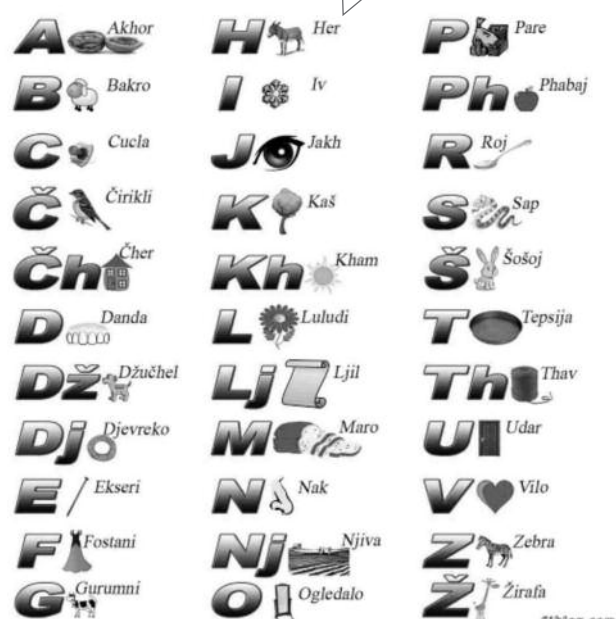 A Akhor
B Bakro
C Cucla
Č Čirikli
Čh Čher
D Danda
Dž Džučhel
Dj Djevreko
E Ekseri
F Fostani
G Gurumni
H Her
I Iv
J Jakh
K Kaš
Kh Kham
L Luludi
Lj Ljil
M Maro
N Nak
Nj Njiva
O Ogledalo
P Pare
Ph Phabaj
R Roj
S Sap
Š Šošoj
T Tepsija
Th Thav
U Udar
V Vilo
Z Zebra
Ž Žirafa